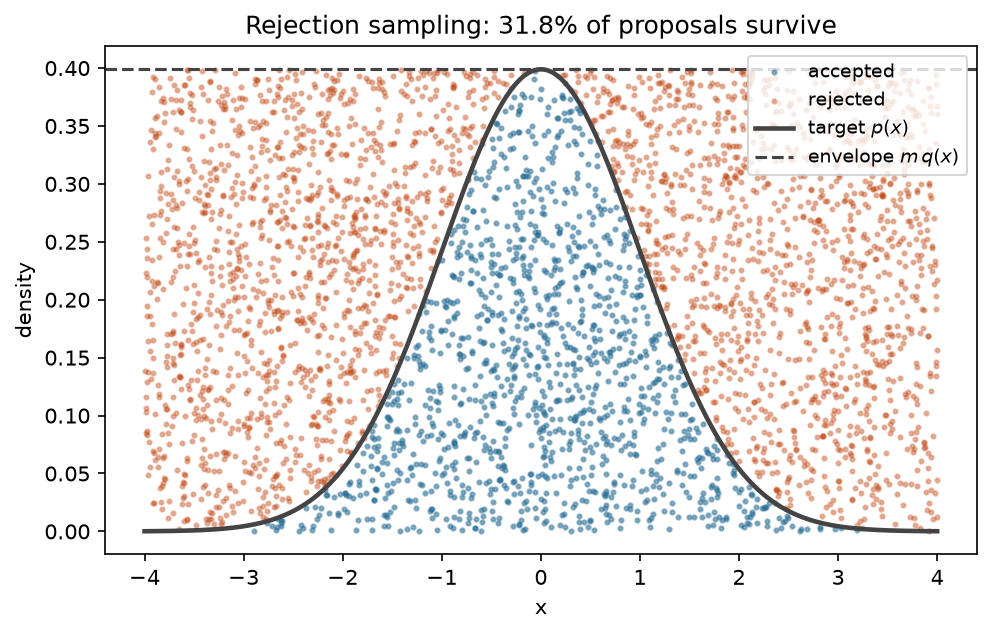 Rejection sampling: 31.8% of proposals survive
accepted
rejected
target p(x)
envelope m q(x)
0.40
0.35
0.30
0.25
0.20
0.15
0.10
0.05
0.00
density
−4 −3 −2 −1 0 1 2 3 4
x